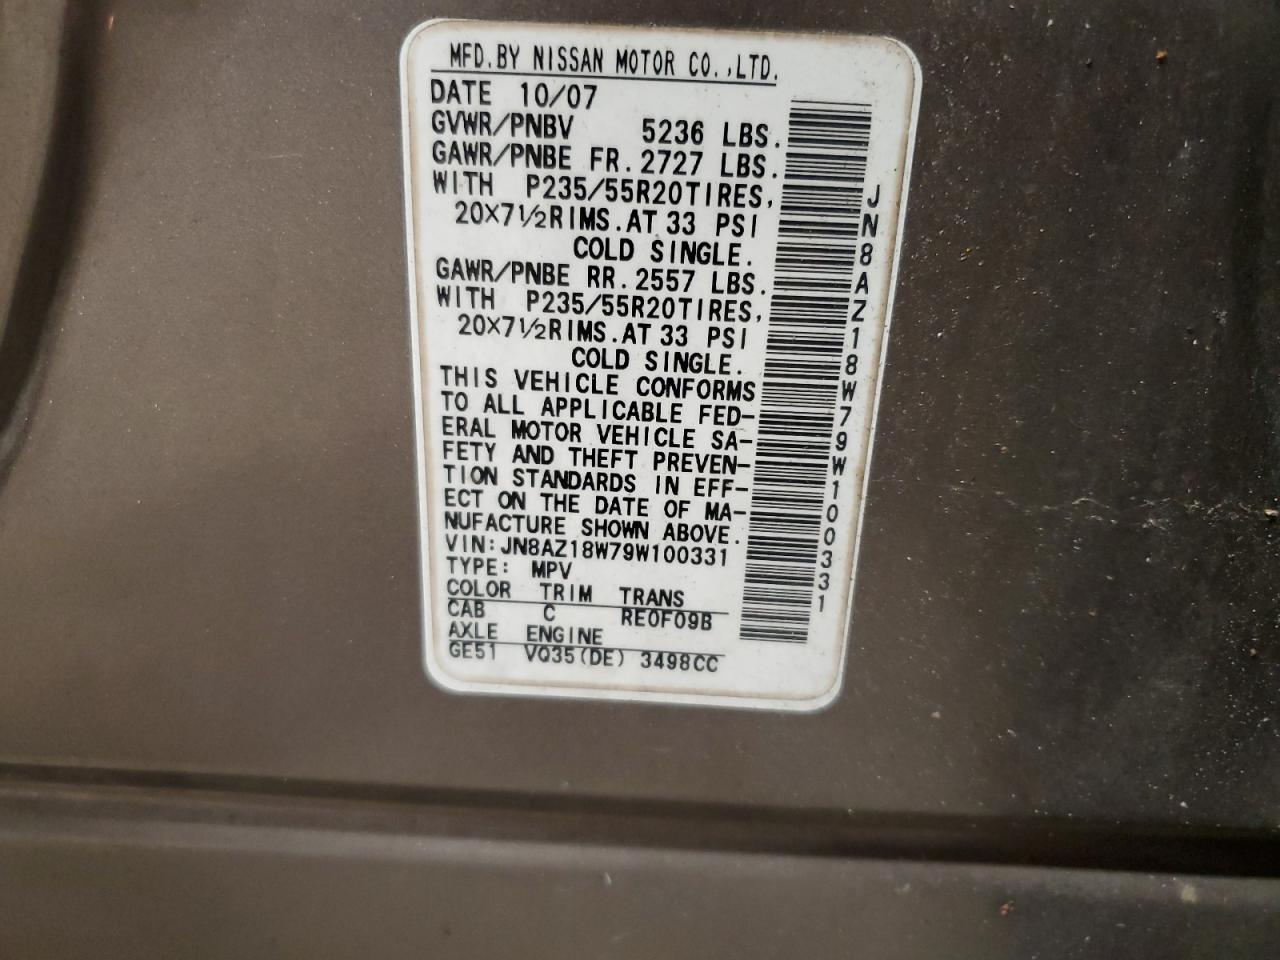 MFD.BY NISSAN MOTOR CO.,LTD.
DATE 10/07
GVWR/PNBV 5236 LBS.
GAWR/PNBE FR.2727 LBS.
WITH P235/55R20TIRES,
20×7½RIMS.AT 33 PSI
COLD SINGLE.
GAWR/PNBE RR.2557 LBS.
WITH P235/55R20TIRES,
20×7½RIMS.AT 33 PSI
COLD SINGLE.
THIS VEHICLE CONFORMS
TO ALL APPLICABLE FED-
ERAL MOTOR VEHICLE SA-
FETY AND THEFT PREVEN-
TION STANDARDS IN EFF-
ECT ON THE DATE OF MA-
NUFACTURE SHOWN ABOVE.
VIN:JN8AZ18W79W100331
TYPE: MPV
COLOR TRIM TRANS
CAB C RE0F09B
AXLE ENGINE
GE51 VQ35(DE) 3498CC
JN8AZ18W79W100331